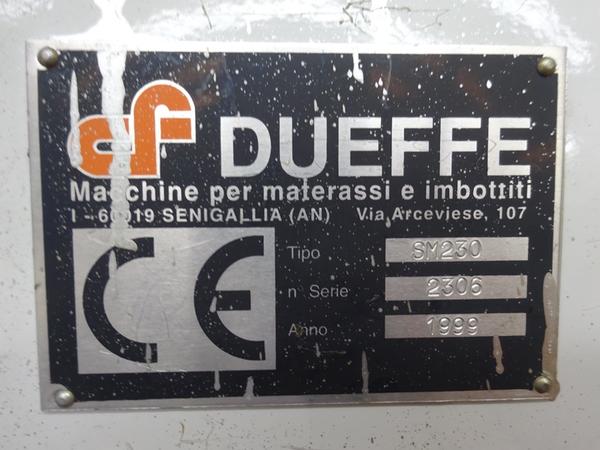 DUEFFE
Macchine per materassi e imbottiti
I - 60019 SENIGALLIA (AN) Via Arceviese, 107
CE
Tipo SM230
n Serie 2306
Anno 1999